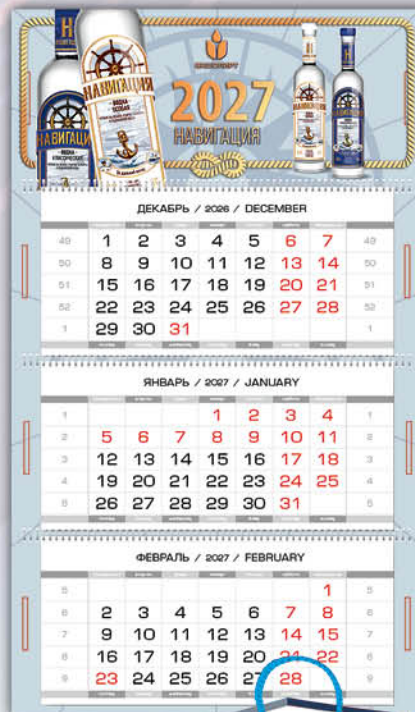 НАВИГАЦИЯ
ВОДКА
КЛАССИЧЕСКАЯ
НАВИГАЦИЯ
ВОДКА
ОСОБАЯ
2027
НАВИГАЦИЯ
НАВИГАЦИЯ
НАВИГАЦИЯ
ДЕКАБРЬ / 2026 / DECEMBER
49 1 2 3 4 5 6 7 49
50 8 9 10 11 12 13 14 50
51 15 16 17 18 19 20 21 51
52 22 23 24 25 26 27 28 52
1 29 30 31 1
ЯНВАРЬ / 2027 / JANUARY
1 1 2 3 4 1
2 5 6 7 8 9 10 11 2
3 12 13 14 15 16 17 18 3
4 19 20 21 22 23 24 25 4
5 26 27 28 29 30 31 5
ФЕВРАЛЬ / 2027 / FEBRUARY
5 1 5
6 2 3 4 5 6 7 8 6
7 9 10 11 12 13 14 15 7
8 16 17 18 19 20 21 22 8
9 23 24 25 26 27 28 9